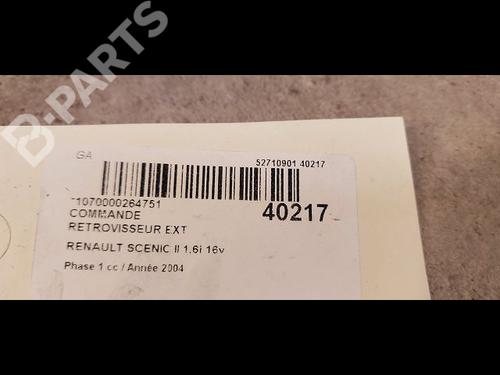 B-PARTS
GA
52710901 40217
*1070000264751
40217
COMMANDE
RETROVISSEUR EXT
RENAULT SCENIC II 1.6i 16v
Phase 1 cc / Année 2004